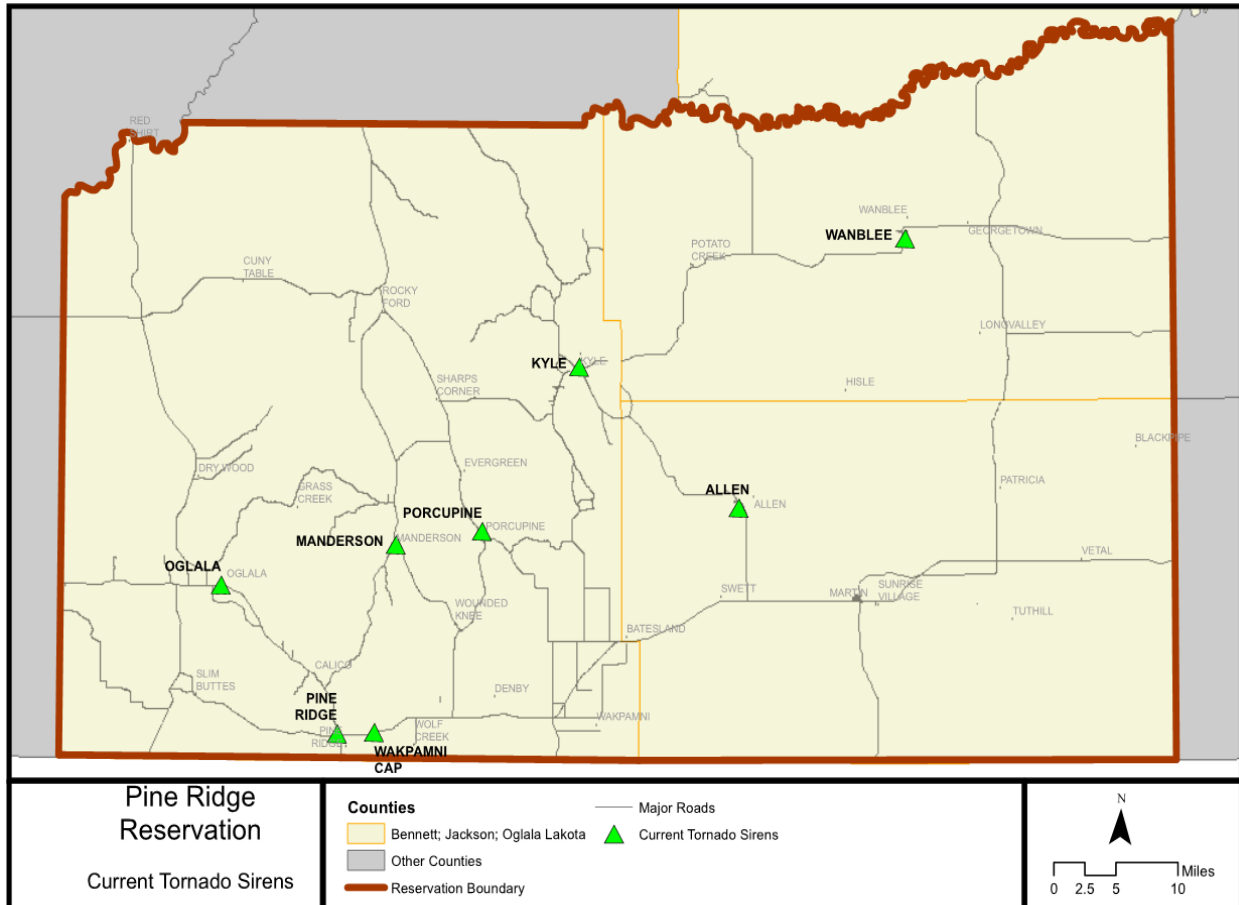 RED
SHIRT
WANBLEE
WANBLEE
GEORGETOWN
POTATO
CREEK
CUNY
TABLE
ROCKY
FORD
LONGVALLEY
KYLE
KYLE
SHARPS
CORNER
HISLE
BLACKPIPE
EVERGREEN
DRY WOOD
GRASS
CREEK
PATRICIA
ALLEN
ALLEN
PORCUPINE
PORCUPINE
MANDERSON
MANDERSON
VETAL
OGLALA
OGLALA
SWETT
MARTIN
SUNRISE
VILLAGE
WOUNDED
KNEE
TUTHILL
BATESLAND
CALICO
SLIM
BUTTES
DENBY
PINE
RIDGE
WAKPAMNI
WOLF
CREEK
PINE
RIDGE
WAKPAMNI
CAP
Pine Ridge
Reservation
Current Tornado Sirens
Counties
Bennett; Jackson; Oglala Lakota
Other Counties
Reservation Boundary
Major Roads
Current Tornado Sirens
N
Miles
0 2.5 5 10